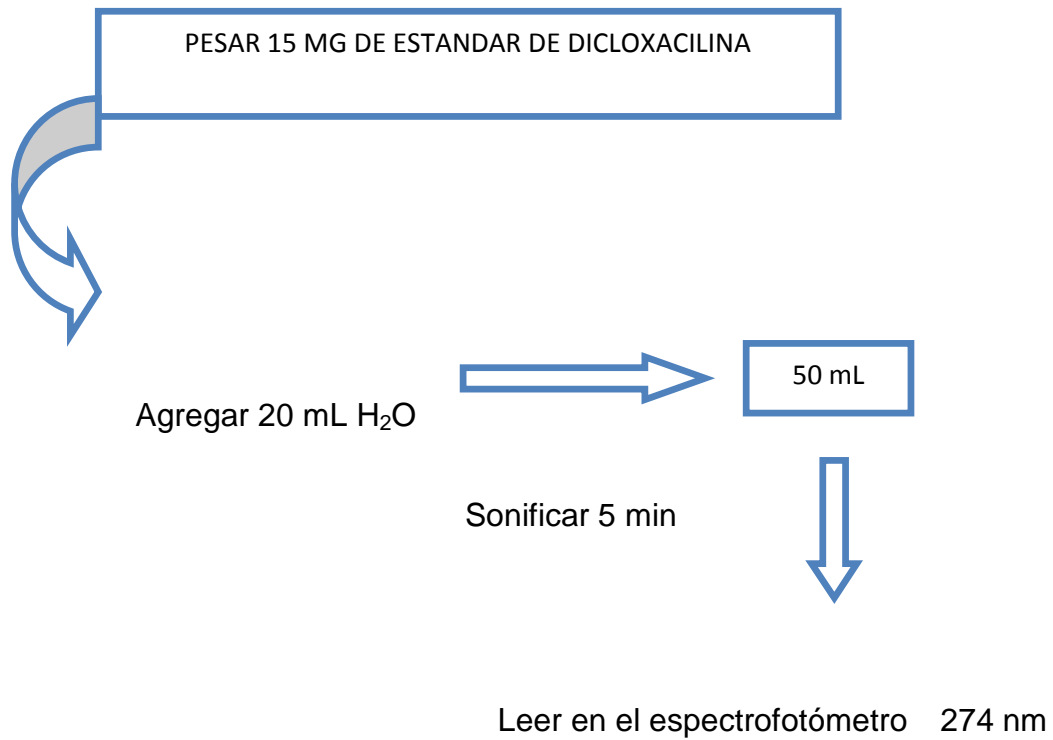 PESAR 15 MG DE ESTANDAR DE DICLOXACILINA
50 mL
Agregar 20 mL H₂O
Sonificar 5 min
Leer en el espectrofotómetro 274 nm